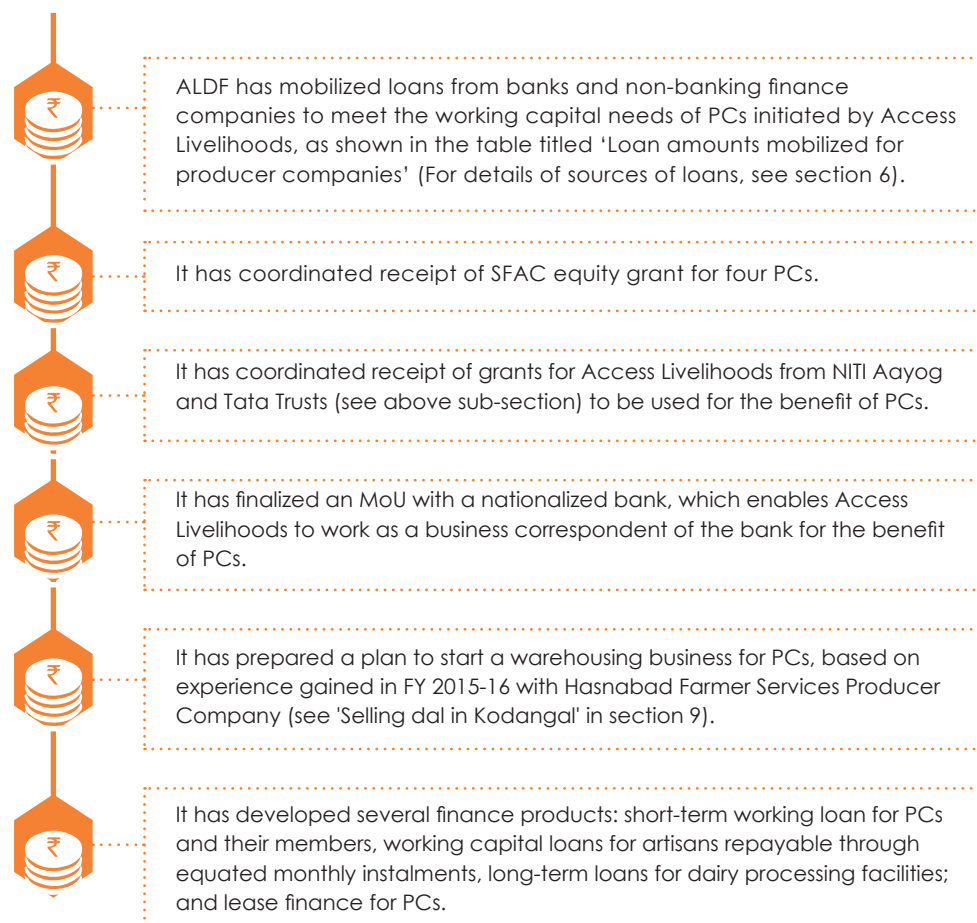 ₹
ALDF has mobilized loans from banks and non-banking finance
companies to meet the working capital needs of PCs initiated by Access
Livelihoods, as shown in the table titled ‘Loan amounts mobilized for
producer companies’ (For details of sources of loans, see section 6).
₹
It has coordinated receipt of SFAC equity grant for four PCs.
₹
It has coordinated receipt of grants for Access Livelihoods from NITI Aayog
and Tata Trusts (see above sub-section) to be used for the benefit of PCs.
₹
It has finalized an MoU with a nationalized bank, which enables Access
Livelihoods to work as a business correspondent of the bank for the benefit
of PCs.
₹
It has prepared a plan to start a warehousing business for PCs, based on
experience gained in FY 2015-16 with Hasnabad Farmer Services Producer
Company (see 'Selling dal in Kodangal' in section 9).
₹
It has developed several finance products: short-term working loan for PCs
and their members, working capital loans for artisans repayable through
equated monthly instalments, long-term loans for dairy processing facilities;
and lease finance for PCs.